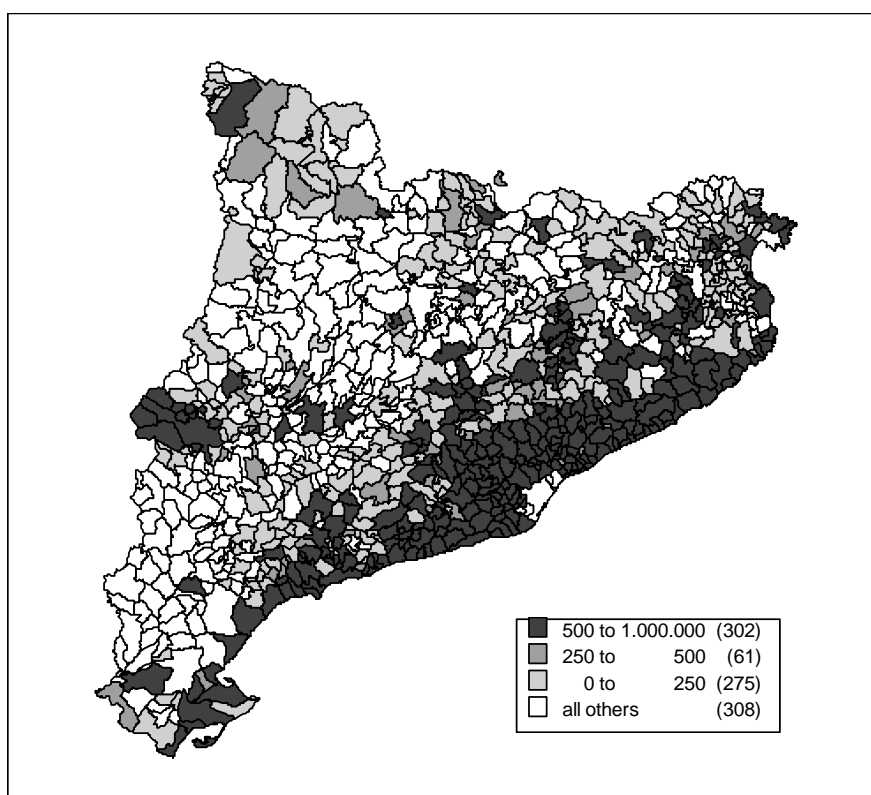 500 to 1.000.000 (302)
250 to 500 (61)
0 to 250 (275)
all others (308)